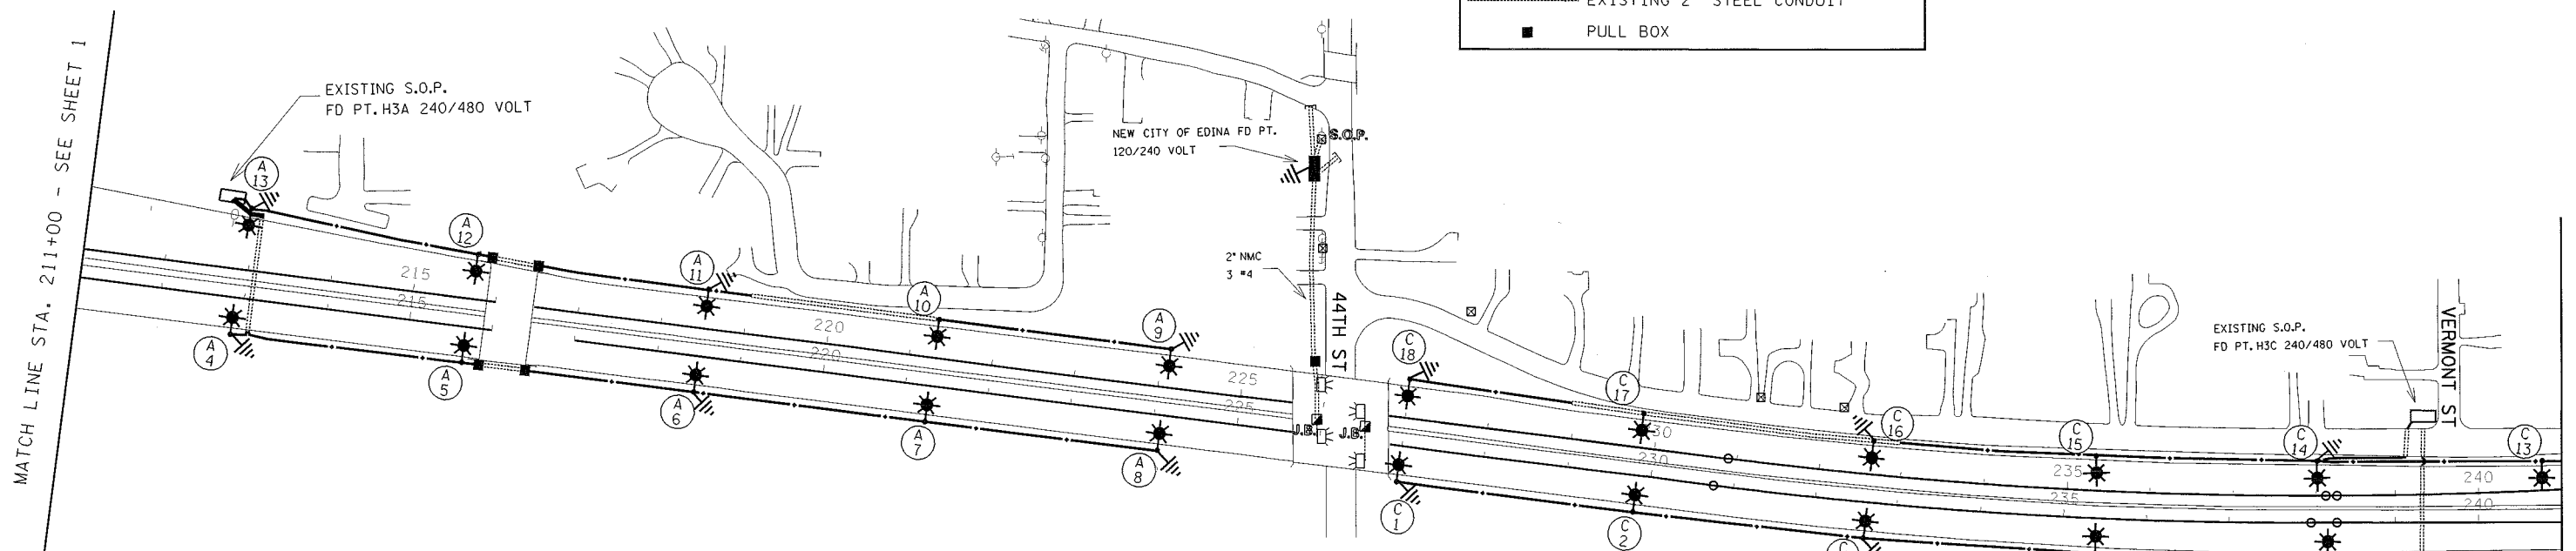 EXISTING 2" STEEL CONDUIT
PULL BOX
MATCH LINE STA. 211+00 - SEE SHEET 1
EXISTING S.O.P.
FD PT. H3A 240/480 VOLT
NEW CITY OF EDINA FD PT.
120/240 VOLT
S.O.P.
2" NMC
3 #4
44TH ST
EXISTING S.O.P.
FD PT. H3C 240/480 VOLT
VERMONT ST
A
13
A
12
A
11
A
10
A
9
C
18
C
17
C
16
C
15
C
14
C
13
215
215
220
220
225
225
230
230
235
235
240
240
J.B.
J.B.
A
4
A
5
A
6
A
7
A
8
C
1
C
2
C